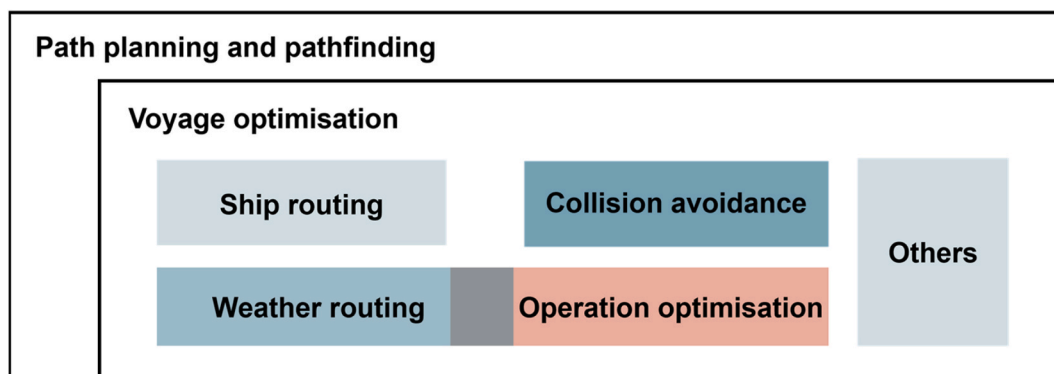 Path planning and pathfinding
Voyage optimisation
Ship routing
Collision avoidance
Others
Weather routing
Operation optimisation